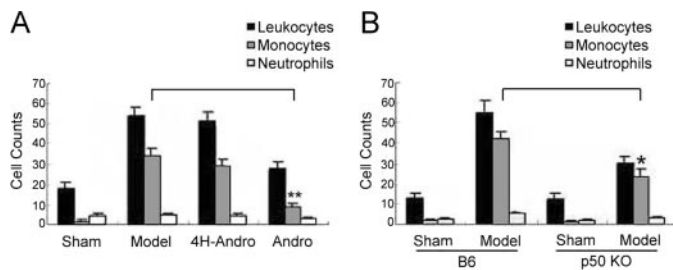 A
Leukocytes
Monocytes
Neutrophils
Cell Counts
70
60
50
40
30
20
10
0
**
Sham Model 4H-Andro Andro
B
Leukocytes
Monocytes
Neutrophils
Cell Counts
70
60
50
40
30
20
10
0
*
Sham Model Sham Model
B6 p50 KO